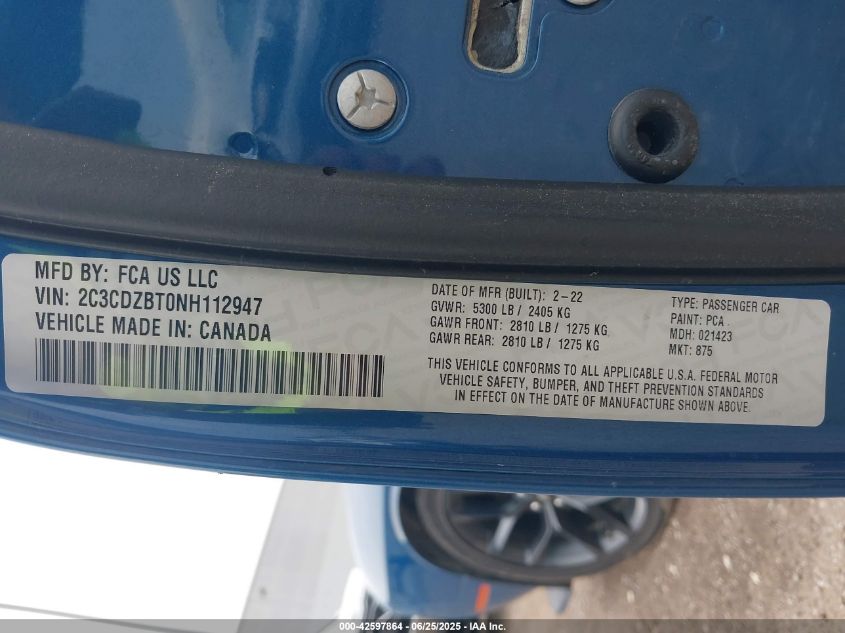 MFD BY: FCA US LLC
VIN: 2C3CDZBT0NH112947
VEHICLE MADE IN: CANADA
DATE OF MFR (BUILT): 2-22
GVWR: 5300 LB / 2405 KG
GAWR FRONT: 2810 LB / 1275 KG
GAWR REAR: 2810 LB / 1275 KG
TYPE: PASSENGER CAR
PAINT: PCA
MDH: 021423
MKT: 875
THIS VEHICLE CONFORMS TO ALL APPLICABLE U.S.A. FEDERAL MOTOR
VEHICLE SAFETY, BUMPER, AND THEFT PREVENTION STANDARDS
IN EFFECT ON THE DATE OF MANUFACTURE SHOWN ABOVE.
000-42597864 - 06/25/2025 - IAA Inc.